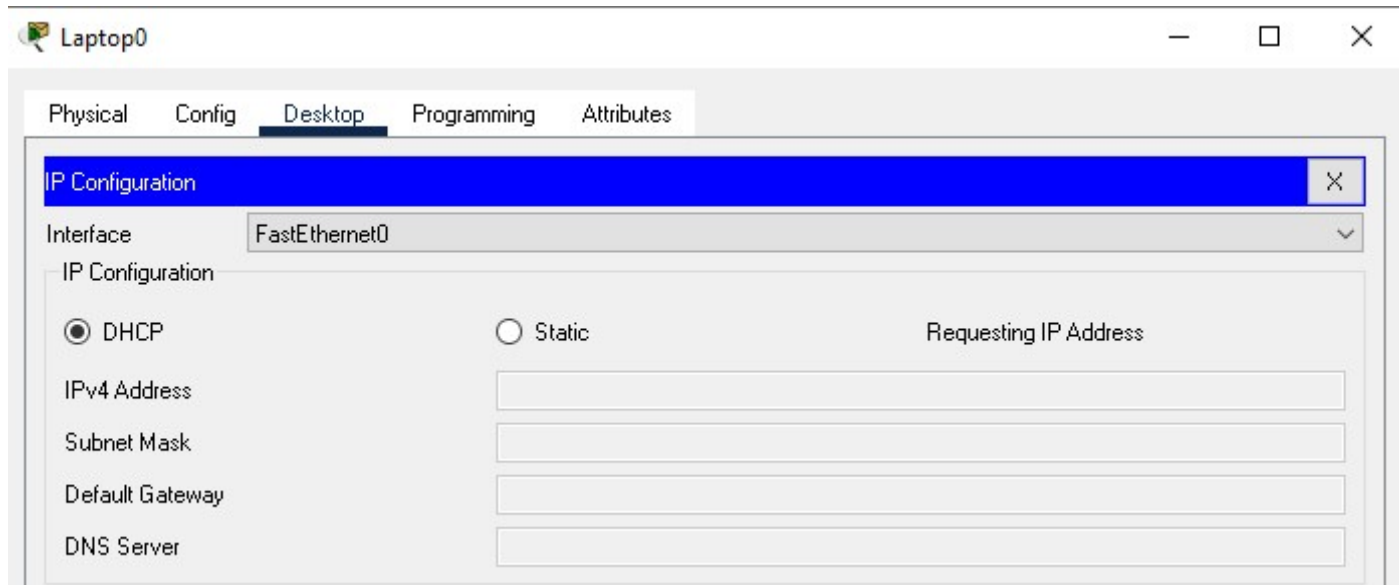 Laptop0
Physical Config Desktop Programming Attributes
IP Configuration X
Interface FastEthernet0
IP Configuration
DHCP Static Requesting IP Address
IPv4 Address
Subnet Mask
Default Gateway
DNS Server